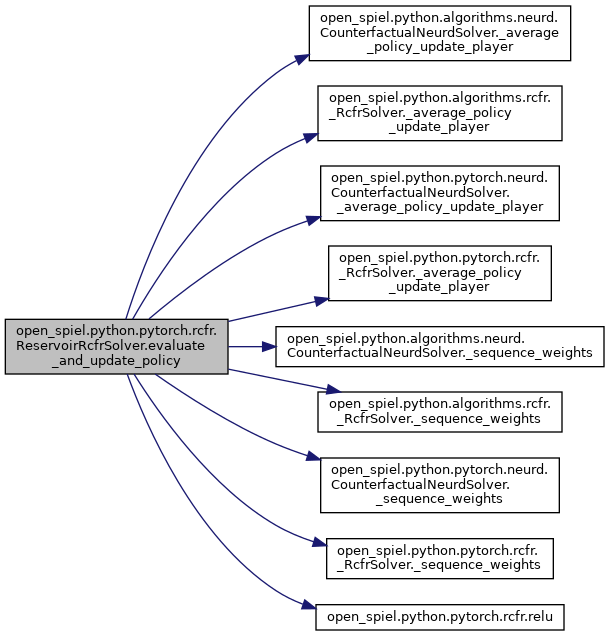 open_spiel.python.pytorch.rcfr.
ReservoirRcfrSolver.evaluate
_and_update_policy
open_spiel.python.algorithms.neurd.
CounterfactualNeurdSolver._average
_policy_update_player
open_spiel.python.algorithms.rcfr.
_RcfrSolver._average_policy
_update_player
open_spiel.python.pytorch.neurd.
CounterfactualNeurdSolver.
_average_policy_update_player
open_spiel.python.pytorch.rcfr.
_RcfrSolver._average_policy
_update_player
open_spiel.python.algorithms.neurd.
CounterfactualNeurdSolver._sequence_weights
open_spiel.python.algorithms.rcfr.
_RcfrSolver._sequence_weights
open_spiel.python.pytorch.neurd.
CounterfactualNeurdSolver.
_sequence_weights
open_spiel.python.pytorch.rcfr.
_RcfrSolver._sequence_weights
open_spiel.python.pytorch.rcfr.relu